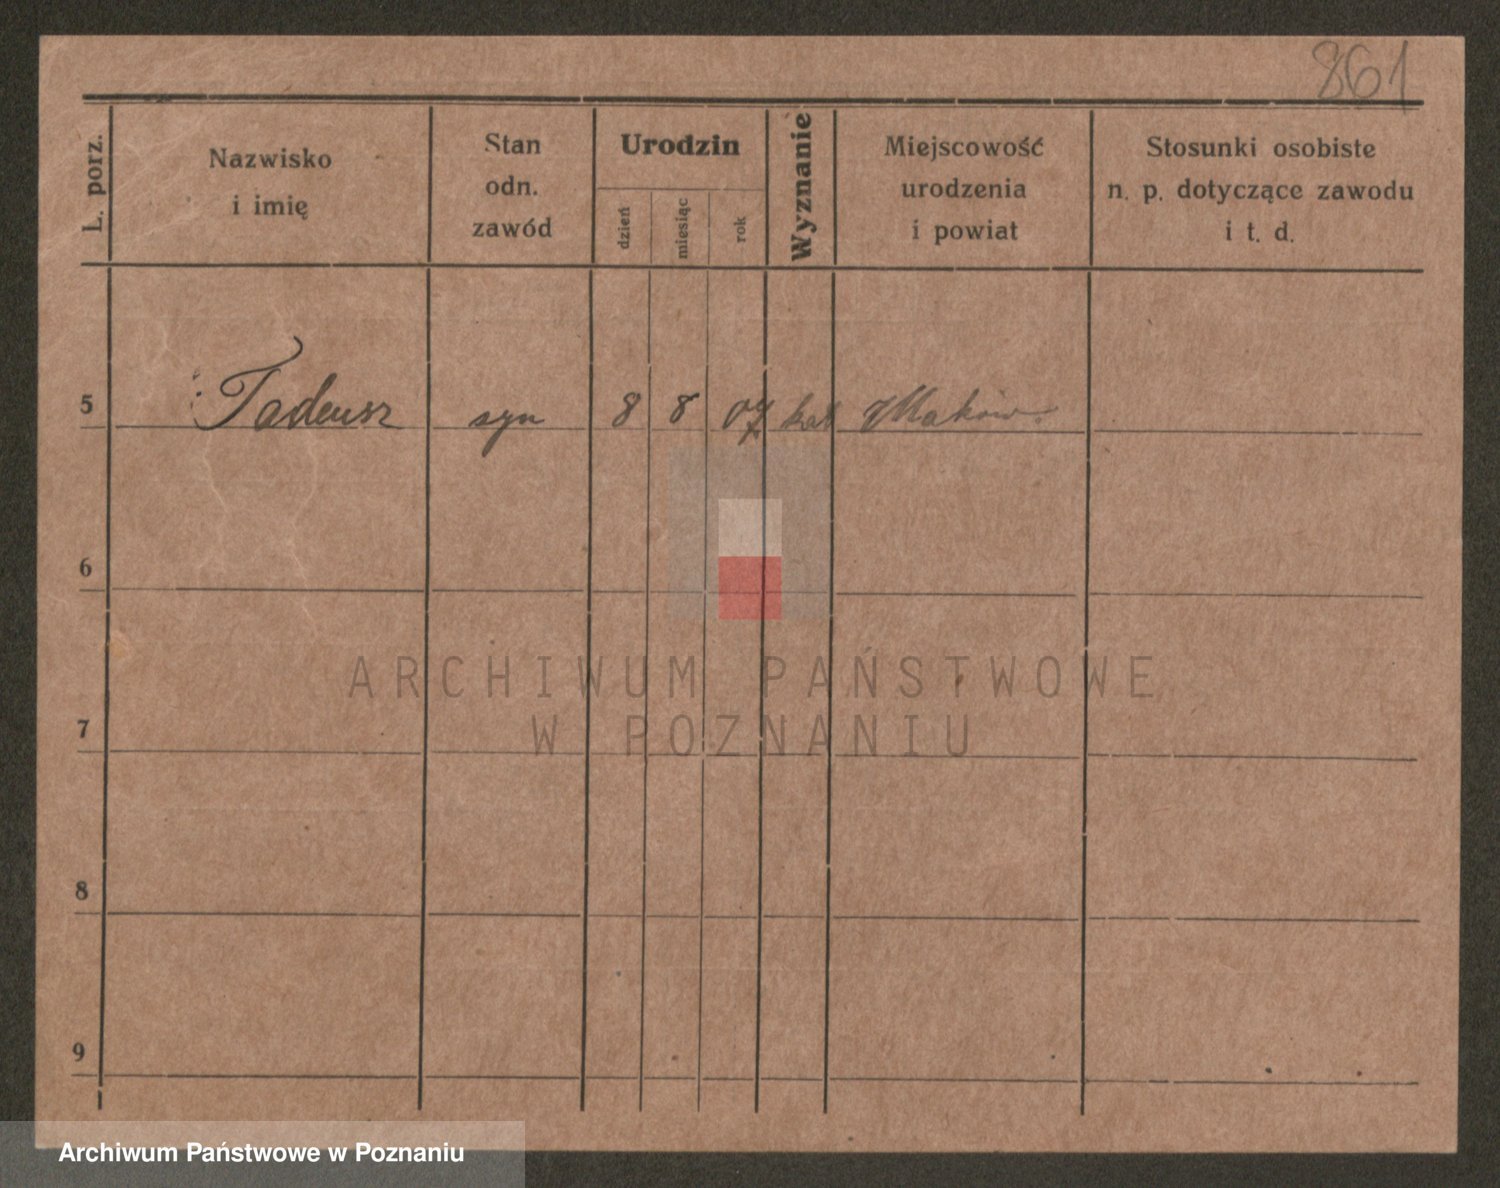 861
L. porz.
Nazwisko
i imię
Stan
odn.
zawód
Urodzin
dzień
miesiąc
rok
Wyznanie
Miejscowość
urodzenia
i powiat
Stosunki osobiste
n. p. dotyczące zawodu
i t. d.
5 Tadeusz syn 8 8 07 kat Maków
6
7
8
9
ARCHIWUM PAŃSTWOWE
W POZNANIU
Archiwum Państwowe w Poznaniu